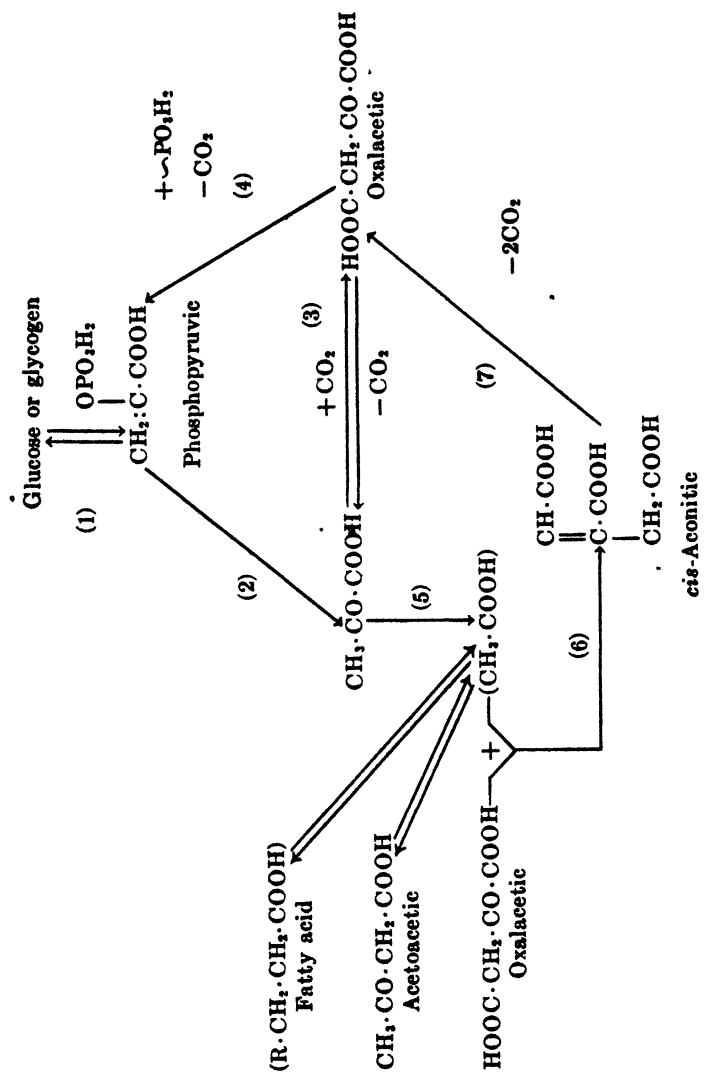 Glucose or glycogen
(1)
OPO₃H₂
CH₂:C·COOH
Phosphopyruvic
+~PO₃H₂
−CO₂
(4)
(2)
CH₃·CO·COOH
+CO₂
(3)
−CO₂
HOOC·CH₂·CO·COOH
Oxalacetic
(R·CH₂·CH₂·COOH)
Fatty acid
(5)
CH₃·CO·CH₂·COOH
Acetoacetic
(CH₃·COOH)
(7)
−2CO₂
HOOC·CH₂·CO·COOH
Oxalacetic
+
(6)
CH·COOH
C·COOH
CH₂·COOH
cis-Aconitic